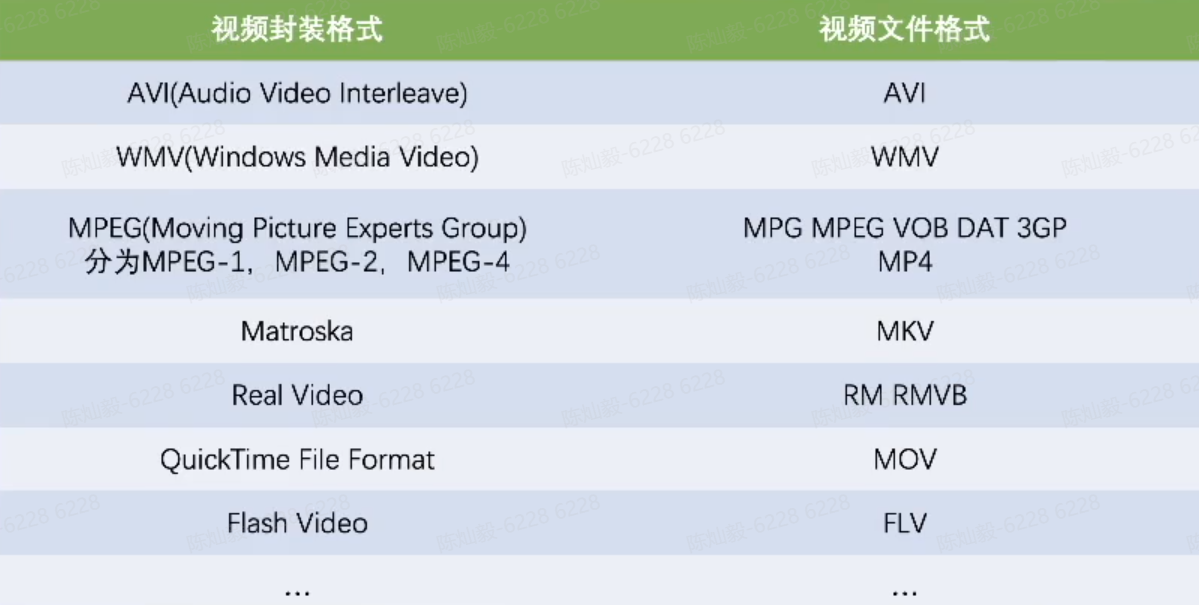 视频封装格式 视频文件格式
AVI(Audio Video Interleave) AVI
WMV(Windows Media Video) WMV
MPEG(Moving Picture Experts Group) MPG MPEG VOB DAT 3GP
分为MPEG-1，MPEG-2，MPEG-4 MP4
Matroska MKV
Real Video RM RMVB
QuickTime File Format MOV
Flash Video FLV
... ...
陈灿毅-6228 6228